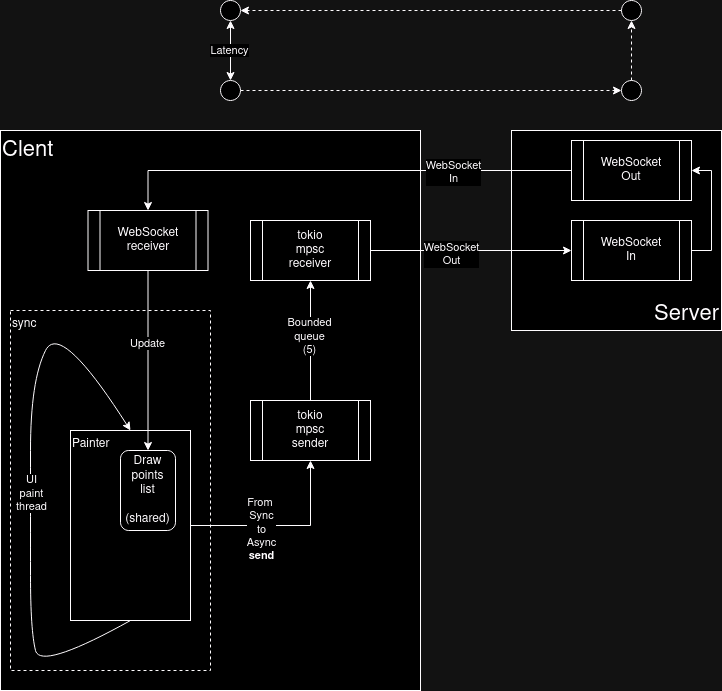 Latency
Clent
WebSocket
In
WebSocket
Out
WebSocket
receiver
tokio
mpsc
receiver
WebSocket
Out
WebSocket
In
Server
sync
Update
Bounded
queue
(5)
tokio
mpsc
sender
Painter
Draw
points
list
(shared)
UI
paint
thread
From
Sync
to
Async
send